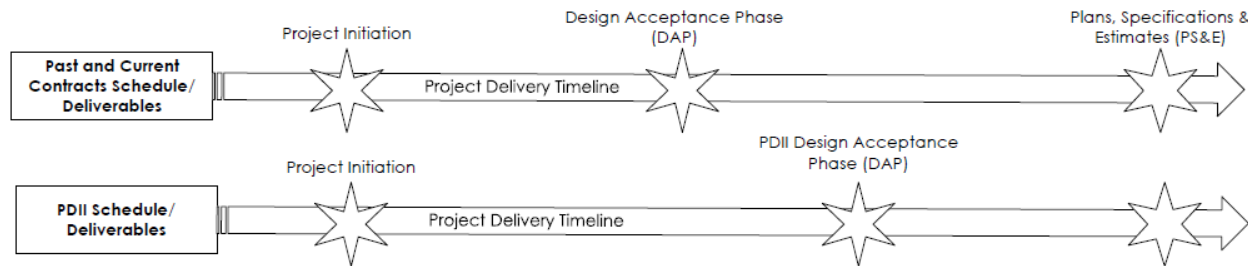 Project Initiation
Design Acceptance Phase
(DAP)
Plans, Specifications &
Estimates (PS&E)
Past and Current
Contracts Schedule/
Deliverables
Project Delivery Timeline
Project Initiation
PDII Design Acceptance
Phase (DAP)
PDII Schedule/
Deliverables
Project Delivery Timeline